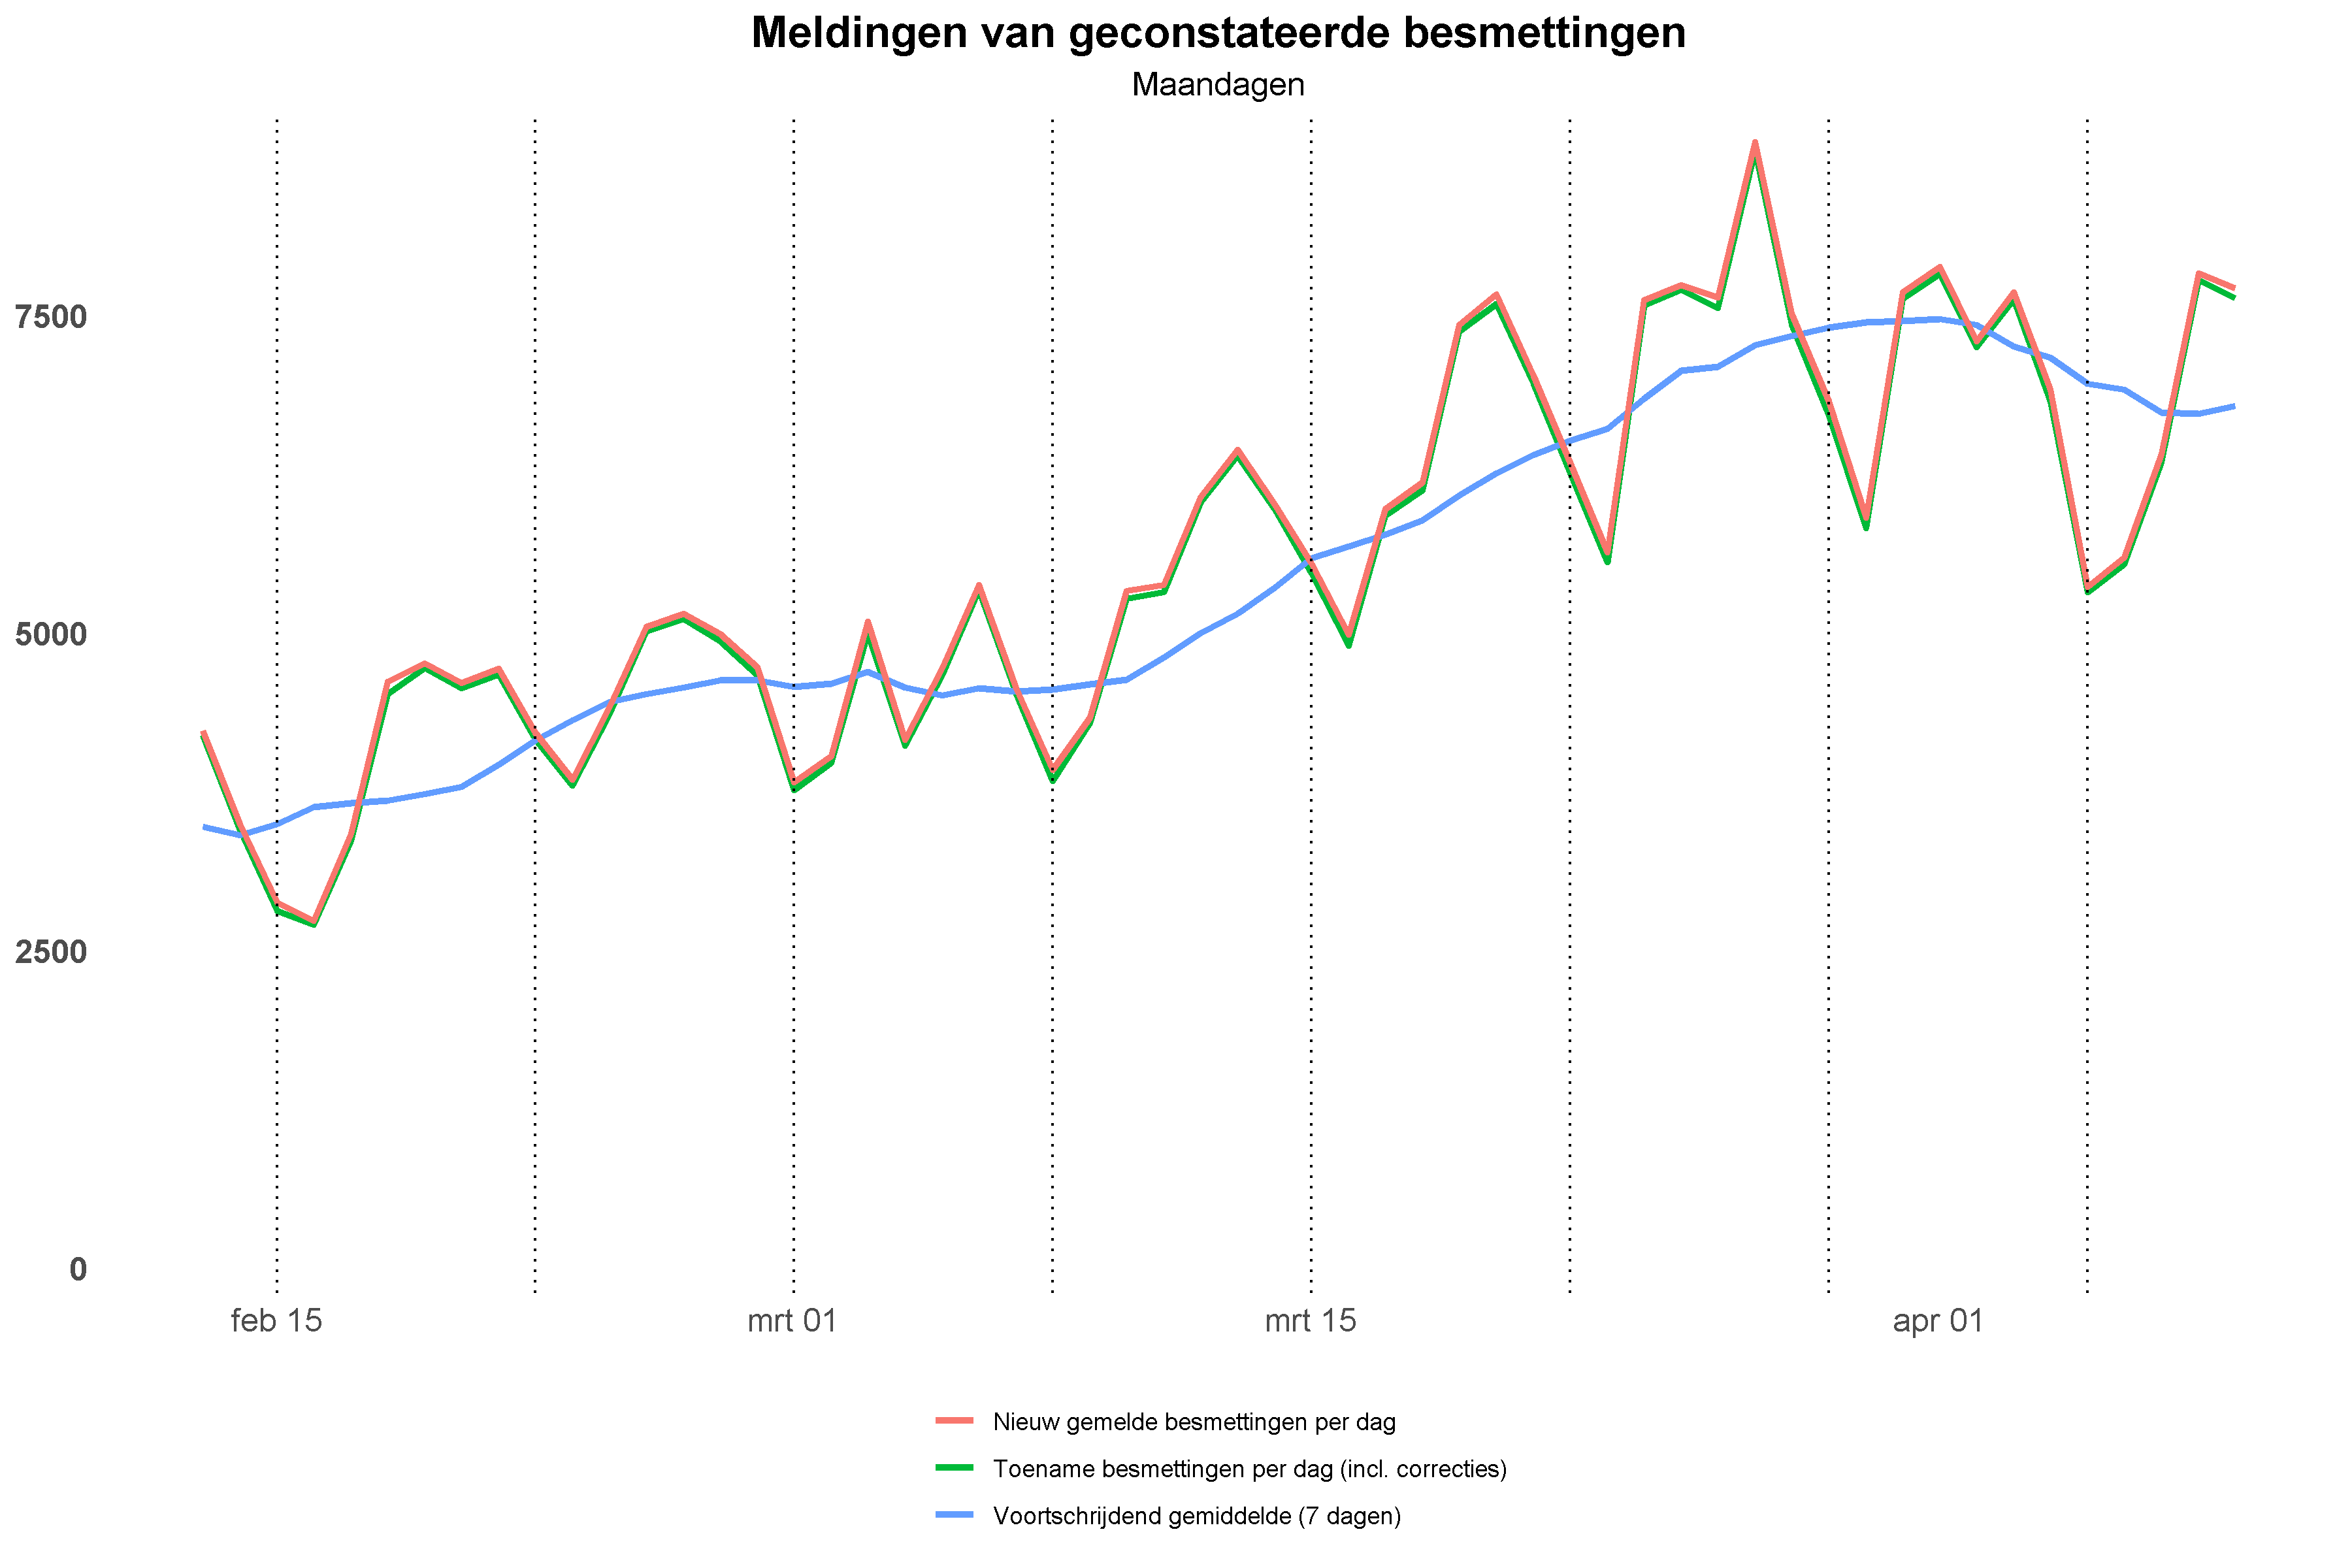 Meldingen van geconstateerde besmettingen
Maandagen
7500
5000
2500
0
feb 15
mrt 01
mrt 15
apr 01
Nieuw gemelde besmettingen per dag
Toename besmettingen per dag (incl. correcties)
Voortschrijdend gemiddelde (7 dagen)